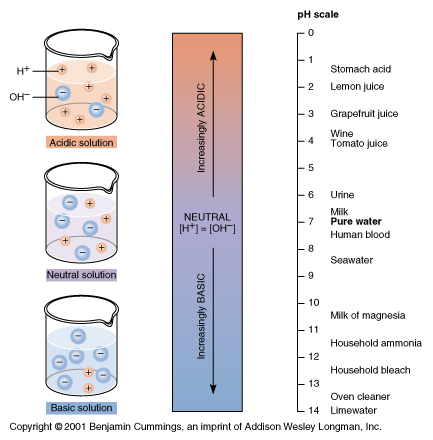 pH scale
H+
OH−
+
+
+
−
+
−
+
+
Acidic solution
−
+
−
+
−
+
−
+
Neutral solution
−
−
−
−
+
−
+
Basic solution
Increasingly ACIDIC
NEUTRAL
[H+] = [OH−]
Increasingly BASIC
0
1
Stomach acid
2 Lemon juice
3 Grapefruit juice
Wine
4 Tomato juice
5
6 Urine
Milk
7 Pure water
Human blood
8
Seawater
9
10
Milk of magnesia
11
Household ammonia
12
Household bleach
13
Oven cleaner
14 Limewater
Copyright © 2001 Benjamin Cummings, an imprint of Addison Wesley Longman, Inc.